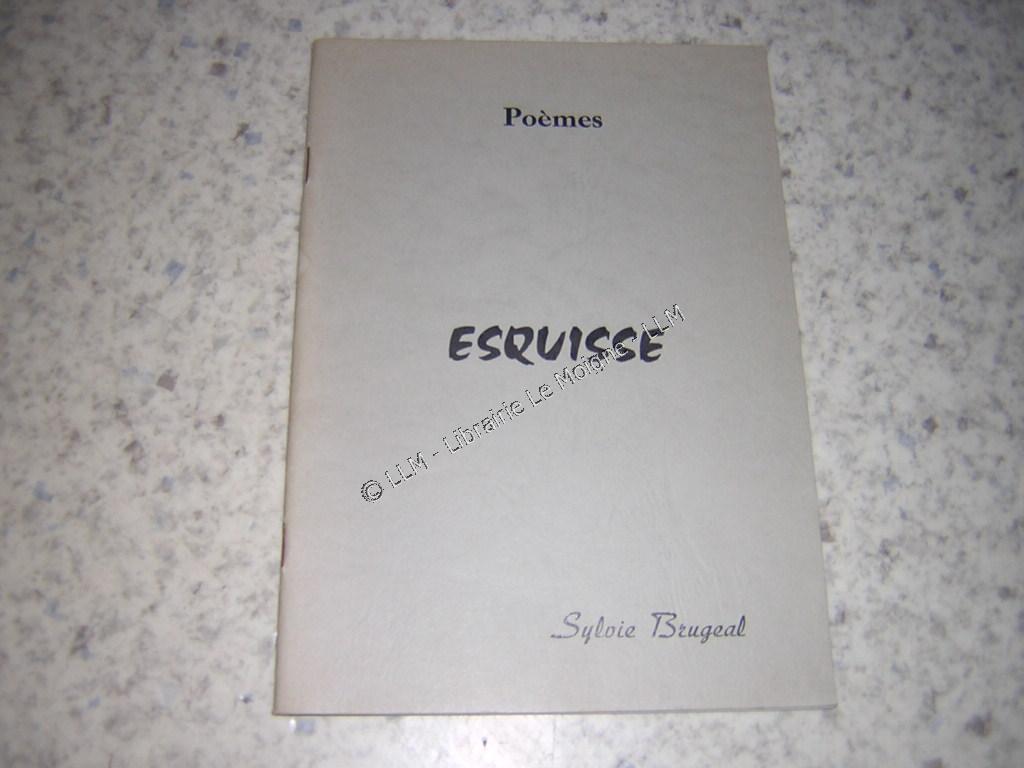 Poèmes
ESQUISSE
© LLM - Librairie Le Moigne - LLM
Sylvie Brugeal